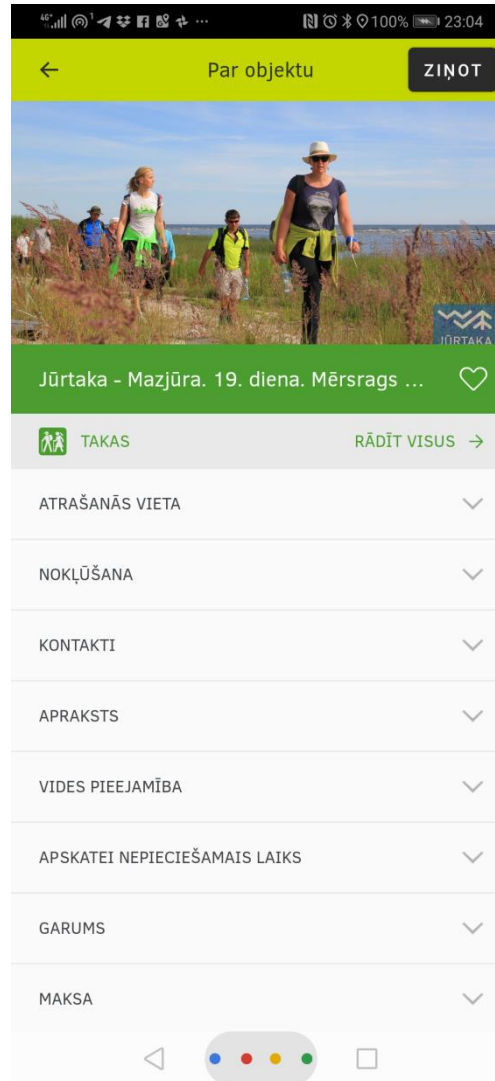 46+ 100% 23:04
Par objektu
ZIŅOT
JŪRTAKA
Jūrtaka - Mazjūra. 19. diena. Mērsrags ...
TAKAS
RĀDĪT VISUS →
ATRAŠANĀS VIETA
NOKĻŪŠANA
KONTAKTI
APRAKSTS
VIDES PIEEJAMĪBA
APSKATEI NEPIECIEŠAMAIS LAIKS
GARUMS
MAKSA